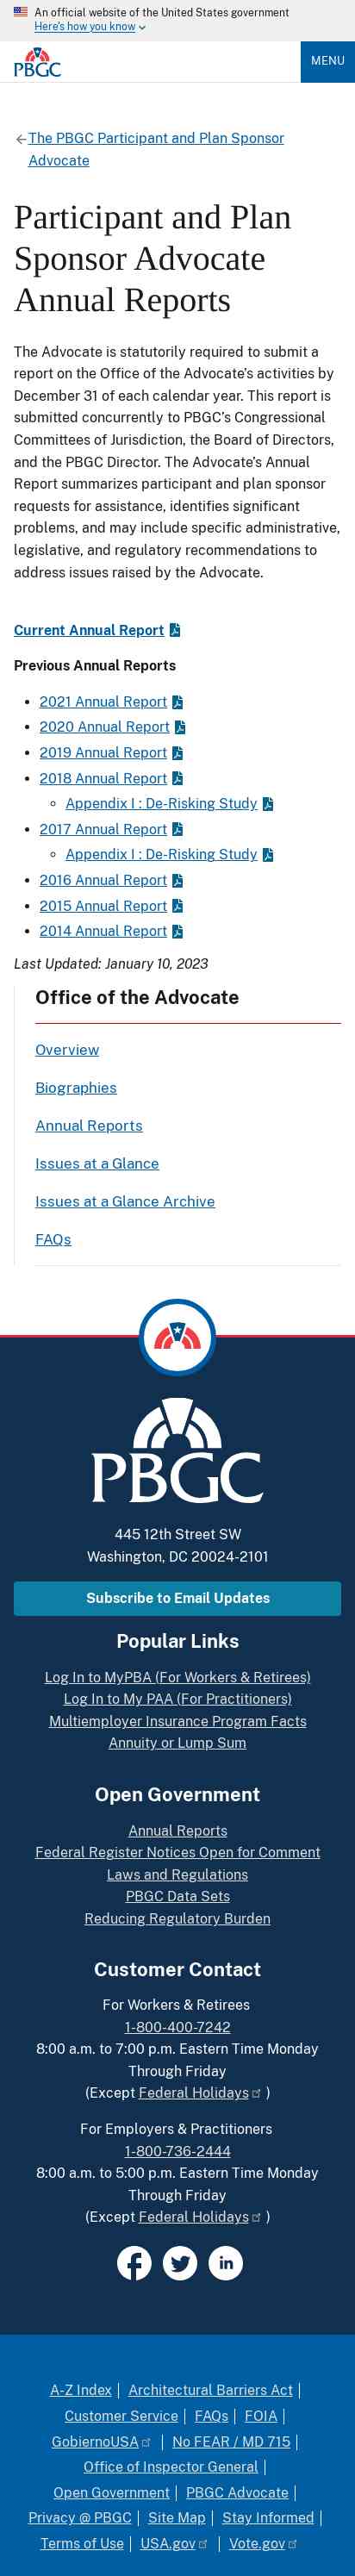 An official website of the United States government
Here's how you know
PBGC
MENU
The PBGC Participant and Plan Sponsor
Advocate
Participant and Plan
Sponsor Advocate
Annual Reports
The Advocate is statutorily required to submit a
report on the Office of the Advocate's activities by
December 31 of each calendar year. This report is
submitted concurrently to PBGC's Congressional
Committees of Jurisdiction, the Board of Directors,
and the PBGC Director. The Advocate's Annual
Report summarizes participant and plan sponsor
requests for assistance, identifies significant
problems, and may include specific administrative,
legislative, and regulatory recommendations to
address issues raised by the Advocate.
Current Annual Report
Previous Annual Reports
2021 Annual Report
2020 Annual Report
2019 Annual Report
2018 Annual Report
Appendix I : De-Risking Study
2017 Annual Report
Appendix I : De-Risking Study
2016 Annual Report
2015 Annual Report
2014 Annual Report
Last Updated: January 10, 2023
Office of the Advocate
Overview
Biographies
Annual Reports
Issues at a Glance
Issues at a Glance Archive
FAQs
PBGC
445 12th Street SW
Washington, DC 20024-2101
Subscribe to Email Updates
Popular Links
Log In to MyPBA (For Workers & Retirees)
Log In to My PAA (For Practitioners)
Multiemployer Insurance Program Facts
Annuity or Lump Sum
Open Government
Annual Reports
Federal Register Notices Open for Comment
Laws and Regulations
PBGC Data Sets
Reducing Regulatory Burden
Customer Contact
For Workers & Retirees
1-800-400-7242
8:00 a.m. to 7:00 p.m. Eastern Time Monday
Through Friday
(Except Federal Holidays )
For Employers & Practitioners
1-800-736-2444
8:00 a.m. to 5:00 p.m. Eastern Time Monday
Through Friday
(Except Federal Holidays )
A-Z Index | Architectural Barriers Act |
Customer Service | FAQs | FOIA |
GobiernoUSA | No FEAR / MD 715 |
Office of Inspector General |
Open Government | PBGC Advocate |
Privacy @ PBGC | Site Map | Stay Informed |
Terms of Use | USA.gov | Vote.gov